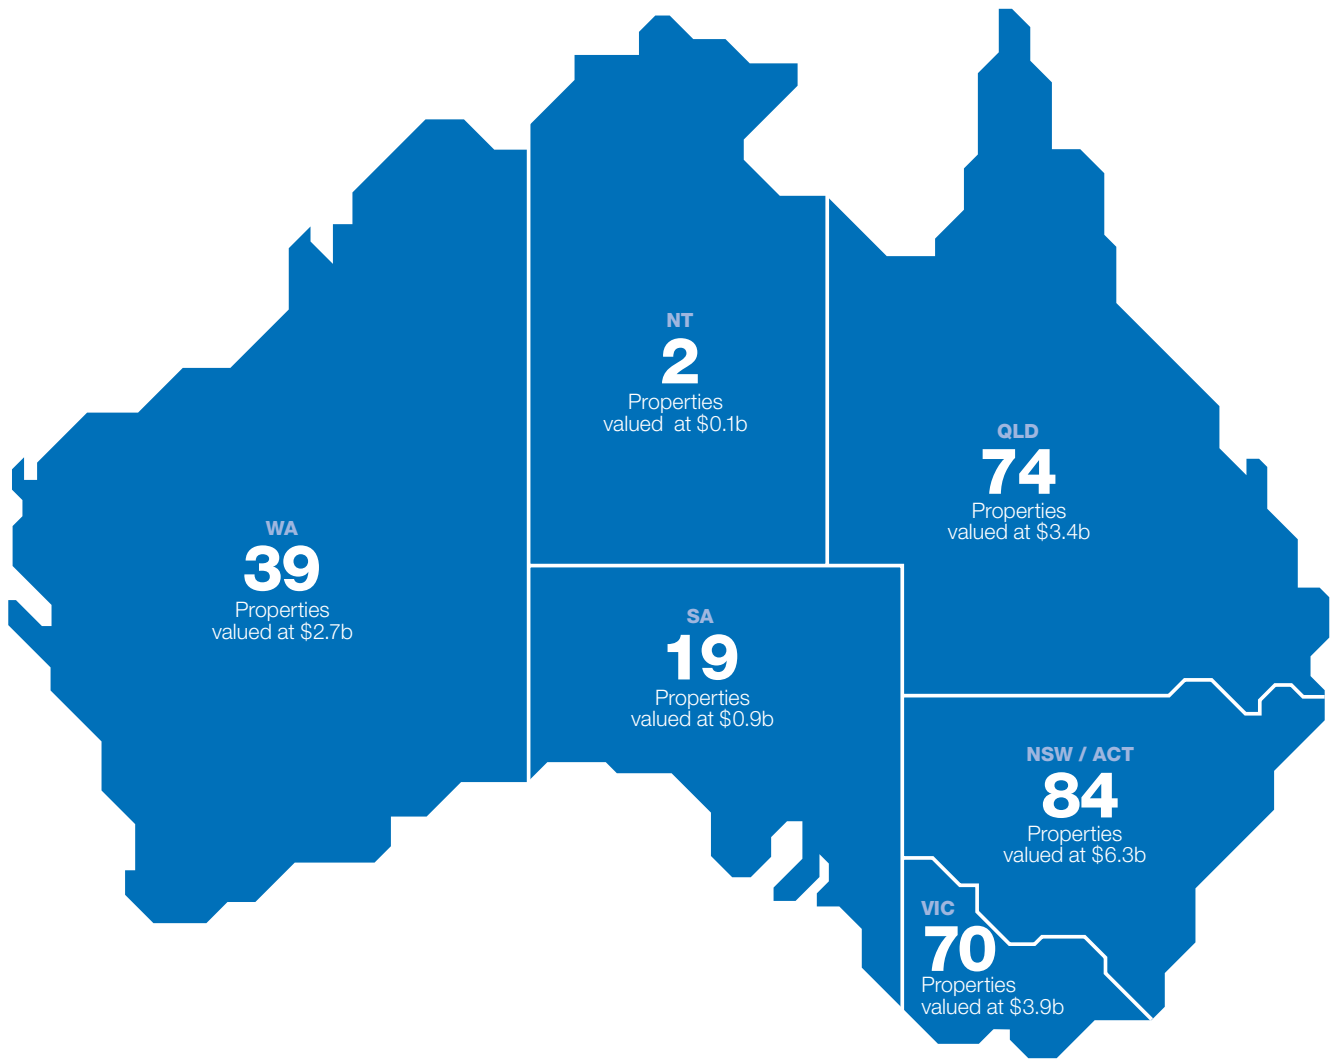 NT
2
Properties
valued at $0.1b
QLD
74
Properties
valued at $3.4b
WA
39
Properties
valued at $2.7b
SA
19
Properties
valued at $0.9b
NSW / ACT
84
Properties
valued at $6.3b
VIC
70
Properties
valued at $3.9b